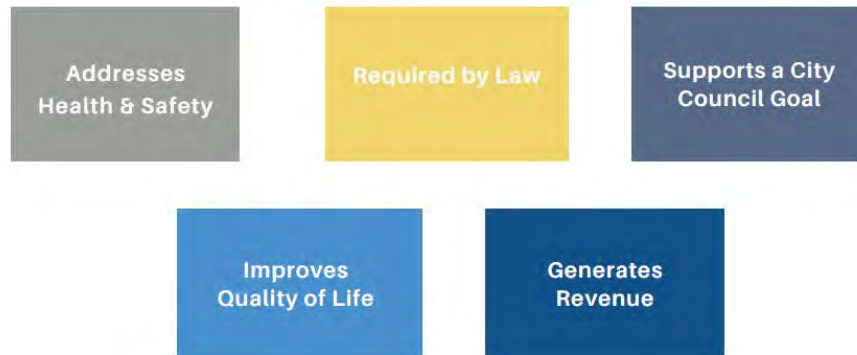 Addresses
Health & Safety
Required by Law
Supports a City
Council Goal
Improves
Quality of Life
Generates
Revenue